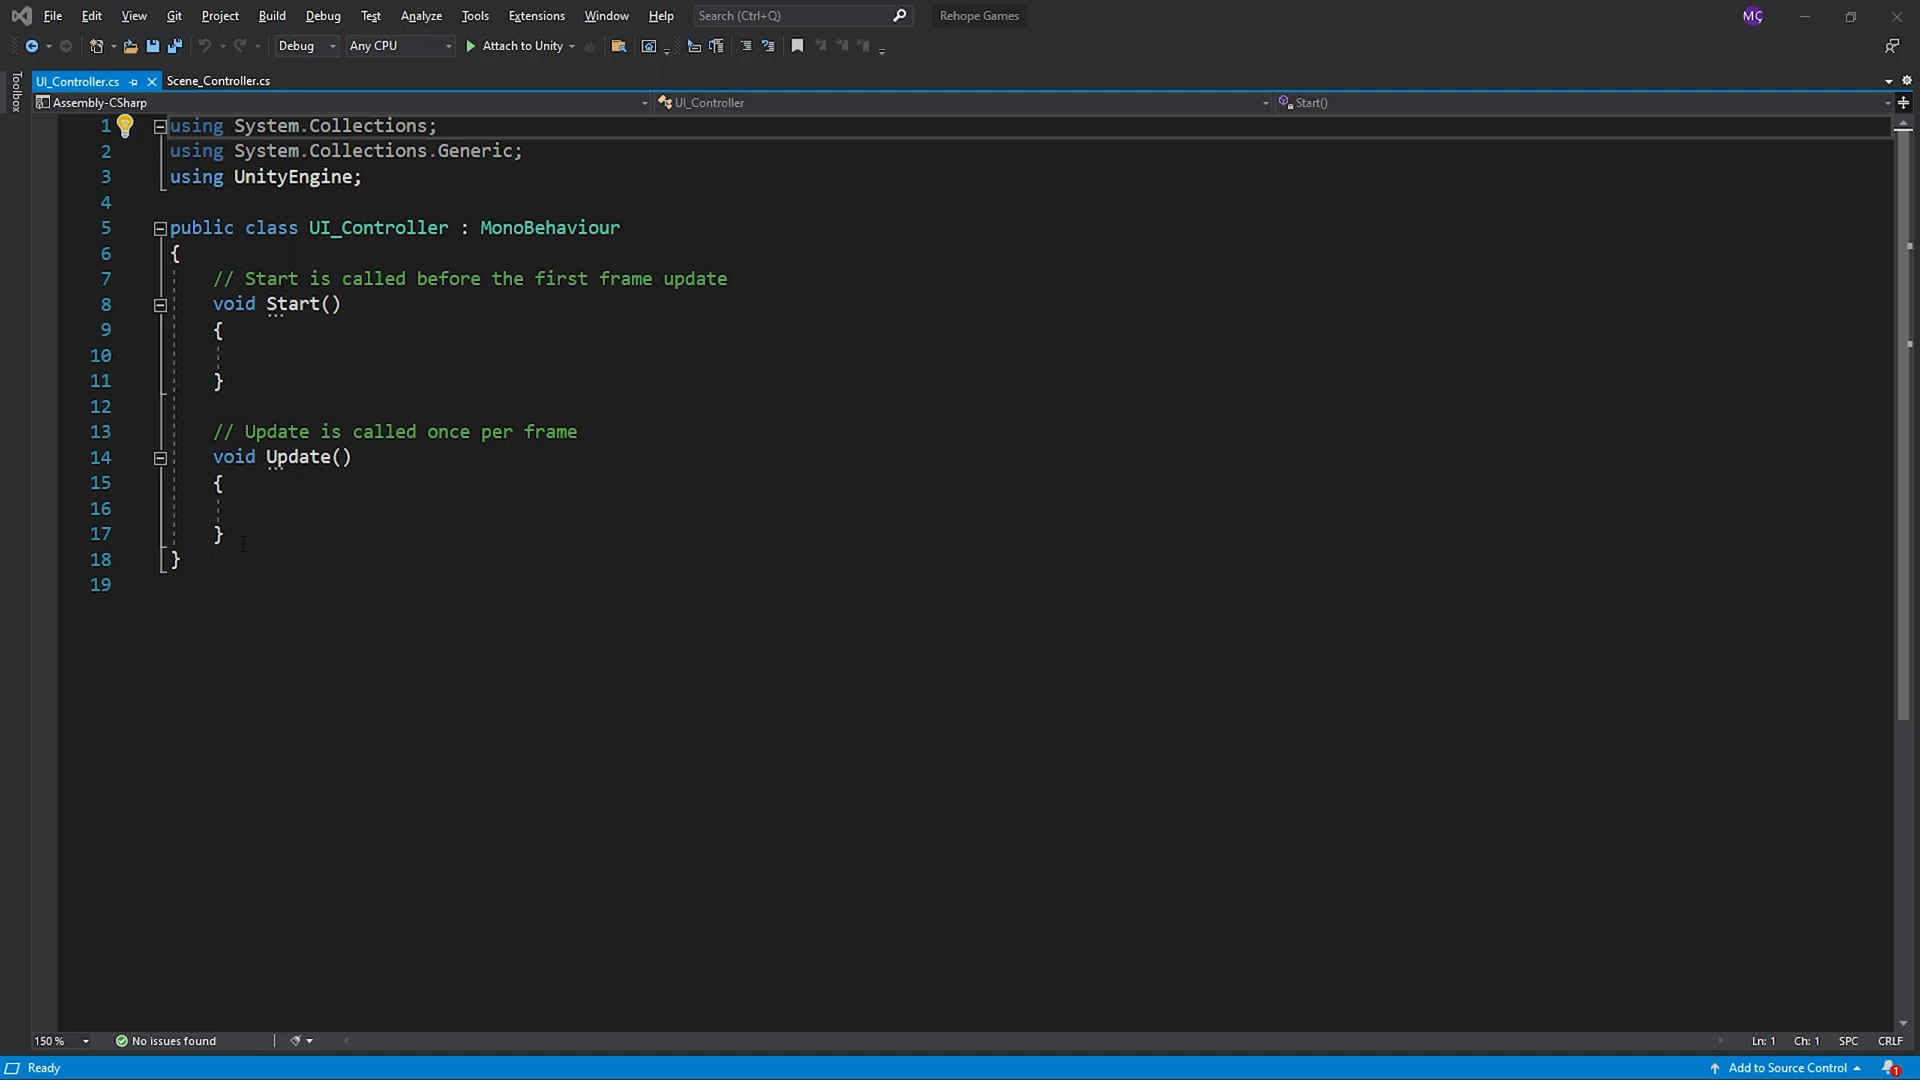 File Edit View Git Project Build Debug Test Analyze Tools Extensions Window Help Search (Ctrl+Q) Rehope Games MÇ
Debug Any CPU Attach to Unity
UI_Controller.cs Scene_Controller.cs
Toolbox
Assembly-CSharp UI_Controller Start()
1 using System.Collections;
2 using System.Collections.Generic;
3 using UnityEngine;
4
5 public class UI_Controller : MonoBehaviour
6 {
7 // Start is called before the first frame update
8 void Start()
9 {
10
11 }
12
13 // Update is called once per frame
14 void Update()
15 {
16
17 }
18 }
19
150 % No issues found Ln: 1 Ch: 1 SPC CRLF
Ready Add to Source Control 1